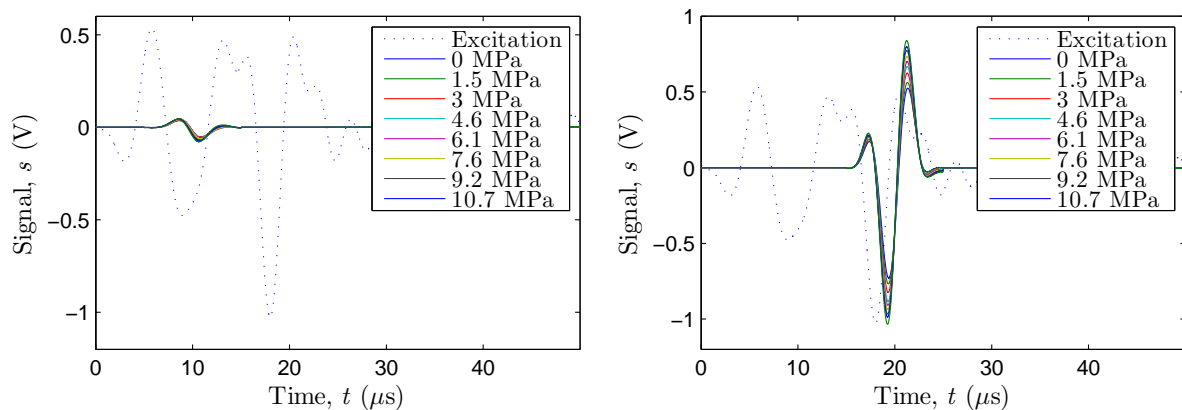 0.5
0
−0.5
−1
0
10
20
30
40
Signal, s (V)
Time, t (μs)
Excitation
0 MPa
1.5 MPa
3 MPa
4.6 MPa
6.1 MPa
7.6 MPa
9.2 MPa
10.7 MPa
1
0.5
0
−0.5
−1
0
10
20
30
40
Signal, s (V)
Time, t (μs)
Excitation
0 MPa
1.5 MPa
3 MPa
4.6 MPa
6.1 MPa
7.6 MPa
9.2 MPa
10.7 MPa